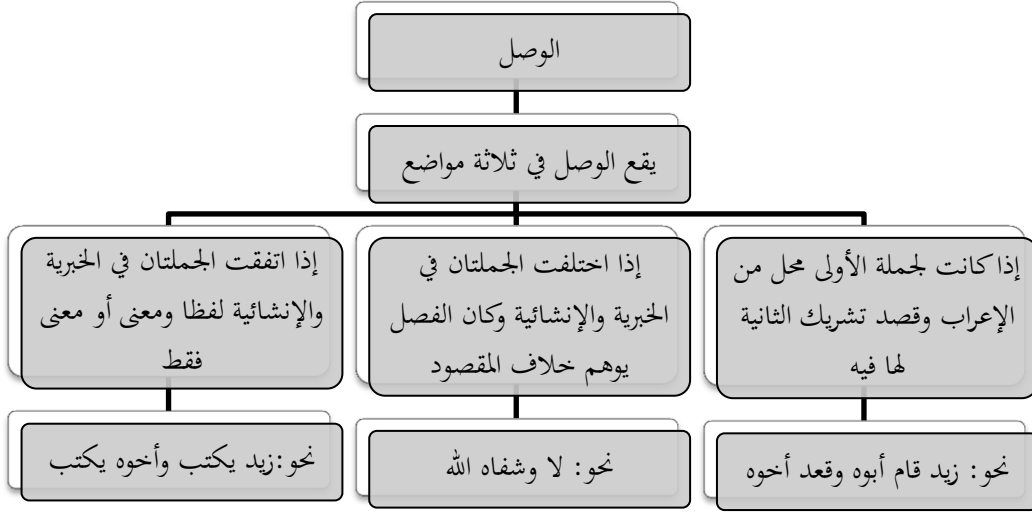 الوصل
يقع الوصل في ثلاثة مواضع
إذا كانت لجملة الأولى محل من
الإعراب وقصد تشريك الثانية
لها فيه
نحو: زيد قام أبوه وقعد أخوه
إذا اختلفت الجملتان في
الخبرية والإنشائية وكان الفصل
يوهم خلاف المقصود
نحو: لا وشفاه الله
إذا اتفقت الجملتان في الخبرية
والإنشائية لفظا ومعنى أو معنى
فقط
نحو:زيد يكتب وأخوه يكتب